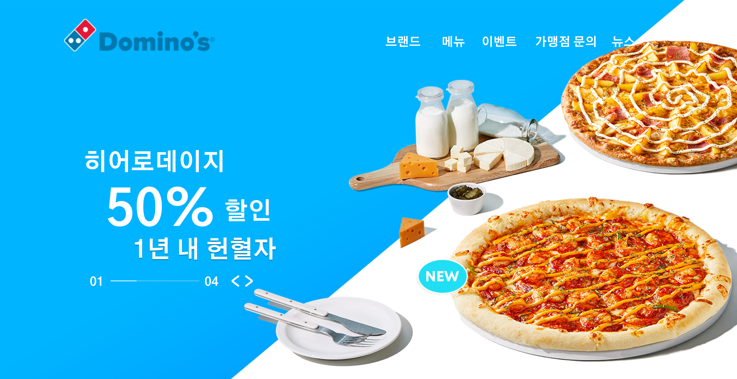 Domino's®
브랜드 메뉴 이벤트 가맹점 문의 뉴스
히어로데이지
50% 할인
1년 내 헌혈자
01 04 < >
NEW